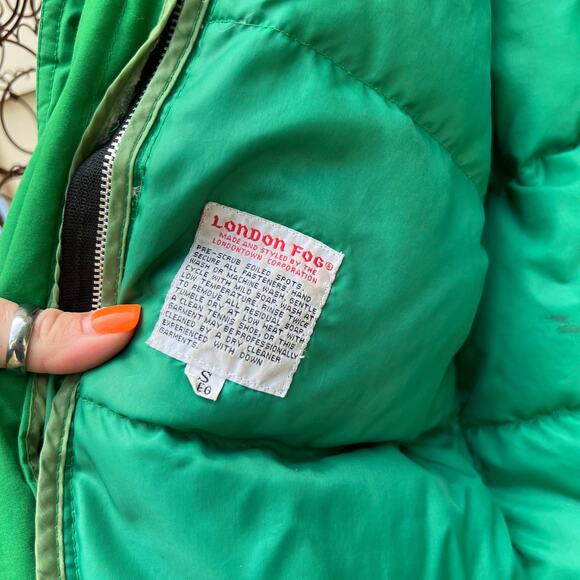 LONDON FOG®
MADE AND STYLED BY THE
LONDONTOWN CORPORATION
PRE-SCRUB SOILED SPOTS.
SECURE ALL FASTENERS. HAND
WASH OR MACHINE WASH, GENTLE
CYCLE WITH MILD SOAP, AND AT
LOW TEMPERATURE. RINSE TWICE
TO REMOVE ALL RESIDUAL SOAP.
TUMBLE DRY AT LOW HEAT WITH
A CLEAN TENNIS SHOE, OR THIS
GARMENT MAY BE PROFESSIONALLY
CLEANED BY A DRY CLEANER
EXPERIENCED WITH DOWN
GARMENTS.
S